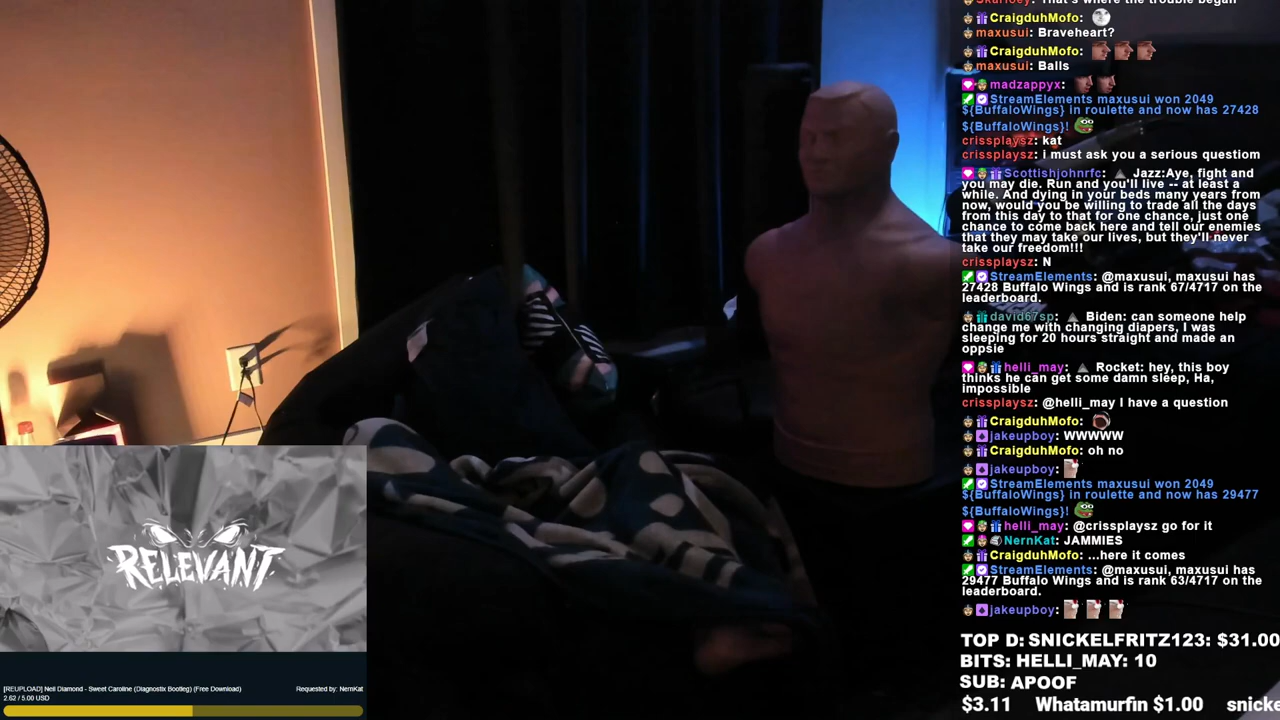 Skarfoey: That's where the trouble began
CraigduhMofo:
maxusui: Braveheart?
CraigduhMofo:
maxusui: Balls
madzappyx:
StreamElements maxusui won 2049
${BuffaloWings} in roulette and now has 27428
${BuffaloWings}!
crissplaysz: kat
crissplaysz: i must ask you a serious questiom
Scottishjohnrfc: Jazz:Aye, fight and
you may die. Run and you'll live -- at least a
while. And dying in your beds many years from
now, would you be willing to trade all the days
from this day to that for one chance, just one
chance to come back here and tell our enemies
that they may take our lives, but they'll never
take our freedom!!!
crissplaysz: N
StreamElements: @maxusui, maxusui has
27428 Buffalo Wings and is rank 67/4717 on the
leaderboard.
david67sp: Biden: can someone help
change me with changing diapers, I was
sleeping for 20 hours straight and made an
oppsie
helli_may: Rocket: hey, this boy
thinks he can get some damn sleep, Ha,
impossible
crissplaysz: @helli_may I have a question
CraigduhMofo:
jakeupboy: WWWWW
CraigduhMofo: oh no
jakeupboy:
StreamElements maxusui won 2049
${BuffaloWings} in roulette and now has 29477
${BuffaloWings}!
helli_may: @crissplaysz go for it
NernKat: JAMMIES
CraigduhMofo: ...here it comes
StreamElements: @maxusui, maxusui has
29477 Buffalo Wings and is rank 63/4717 on the
leaderboard.
jakeupboy:
TOP D: SNICKELFRITZ123: $31.00
BITS: HELLI_MAY: 10
SUB: APOOF
$3.11 Whatamurfin $1.00 snicke
RELEVANT
[REUPLOAD] Neil Diamond - Sweet Caroline (Diagnostix Bootleg) (Free Download) Requested by: NernKat
2.62 / 5.00 USD